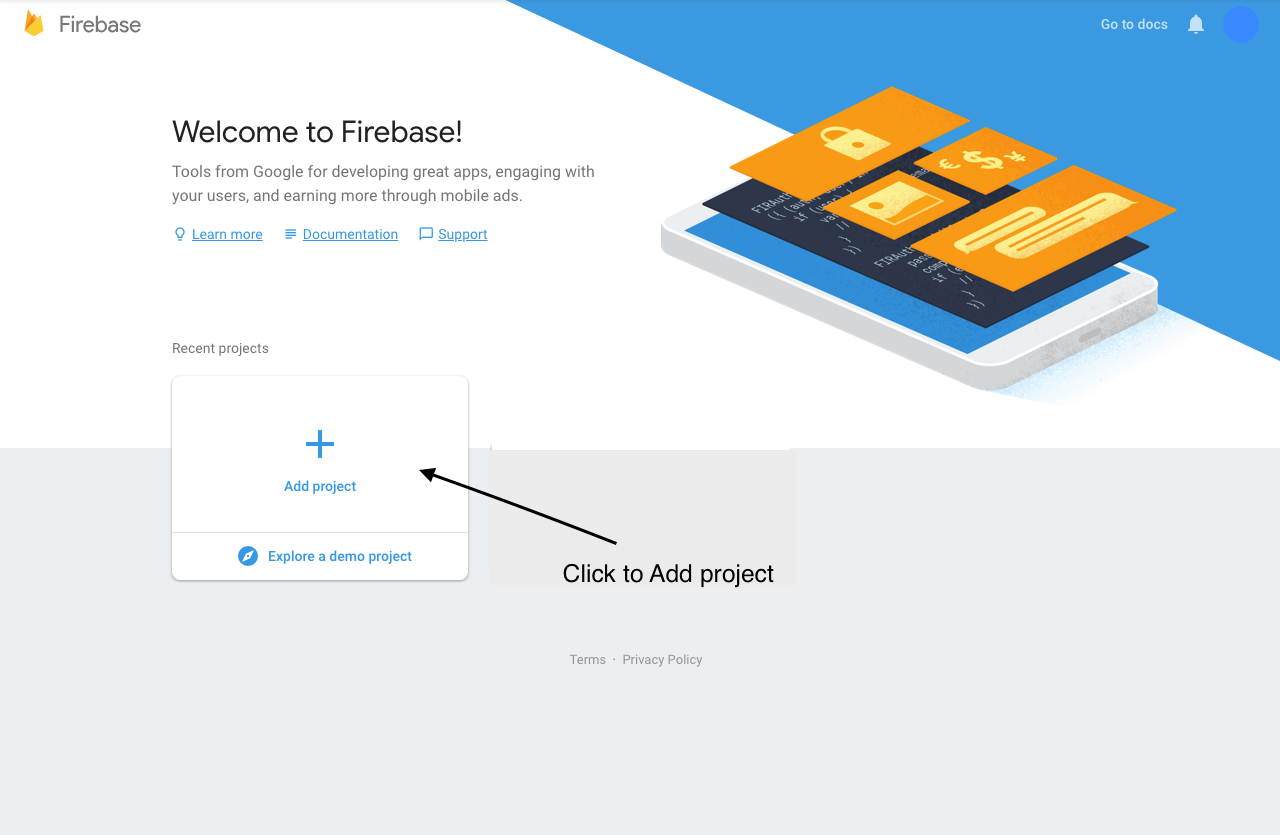 Firebase
Go to docs
Welcome to Firebase!
Tools from Google for developing great apps, engaging with
your users, and earning more through mobile ads.
Learn more
Documentation
Support
Recent projects
Add project
Explore a demo project
Click to Add project
Terms · Privacy Policy